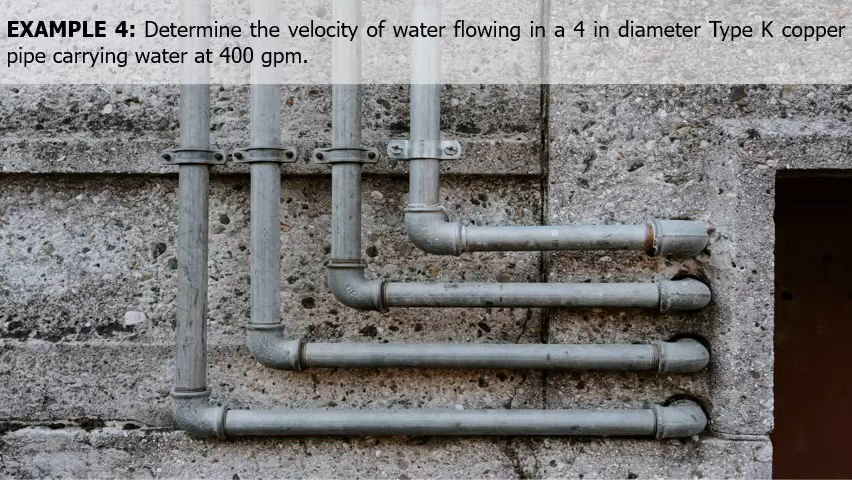 EXAMPLE 4: Determine the velocity of water flowing in a 4 in diameter Type K copper
pipe carrying water at 400 gpm.